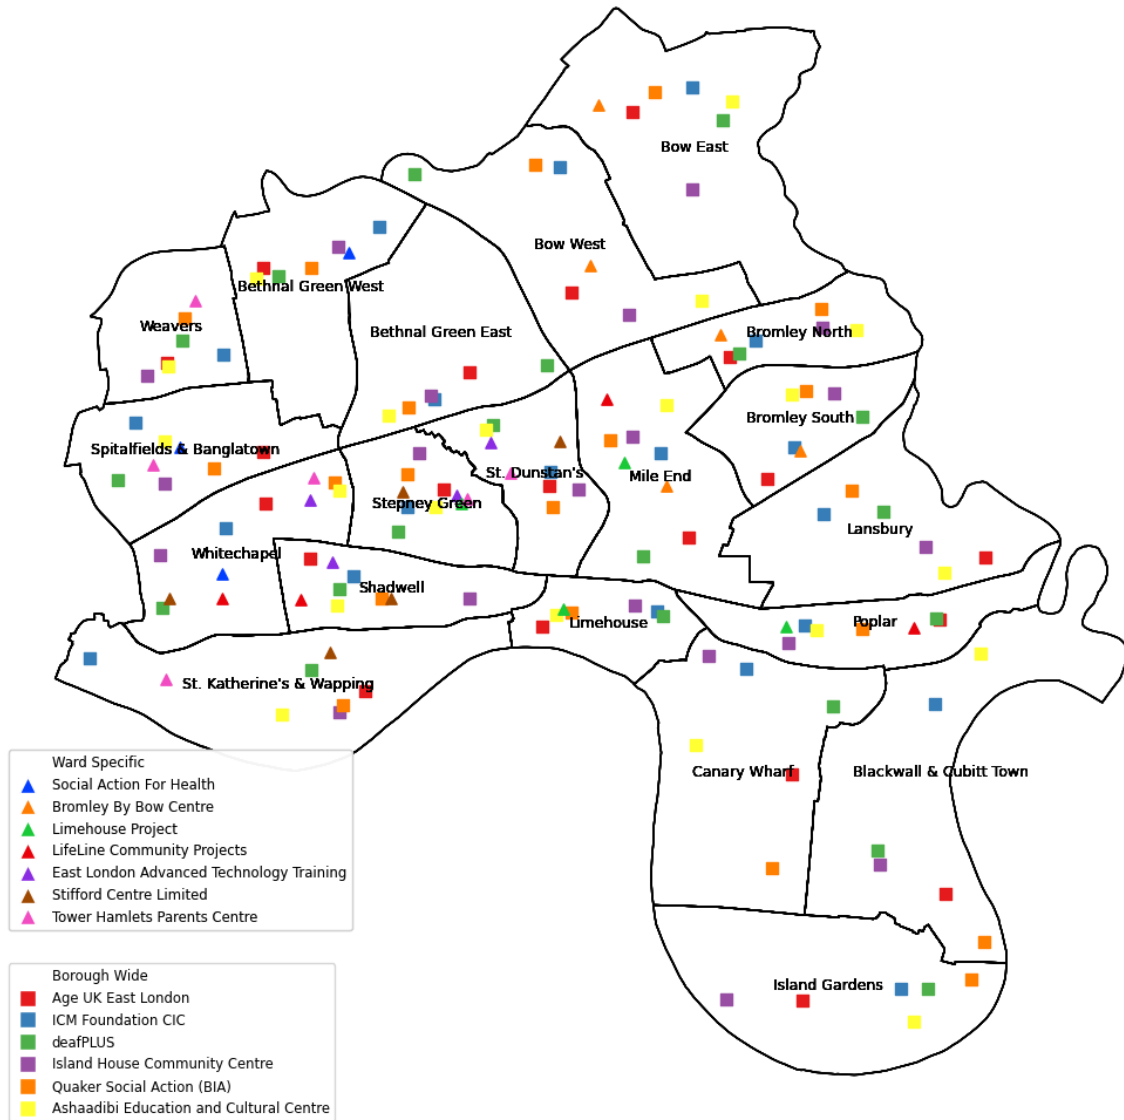 Bow East
Bow West
Bethnal Green West
Weavers
Bethnal Green East
Bromley North
Bromley South
Spitalfields & Banglatown
St. Dunstan's
Mile End
Stepney Green
Lansbury
Whitechapel
Shadwell
Limehouse
Poplar
St. Katherine's & Wapping
Canary Wharf
Blackwall & Cubitt Town
Island Gardens
Ward Specific
Social Action For Health
Bromley By Bow Centre
Limehouse Project
LifeLine Community Projects
East London Advanced Technology Training
Stifford Centre Limited
Tower Hamlets Parents Centre
Borough Wide
Age UK East London
ICM Foundation CIC
deafPLUS
Island House Community Centre
Quaker Social Action (BIA)
Ashaadibi Education and Cultural Centre